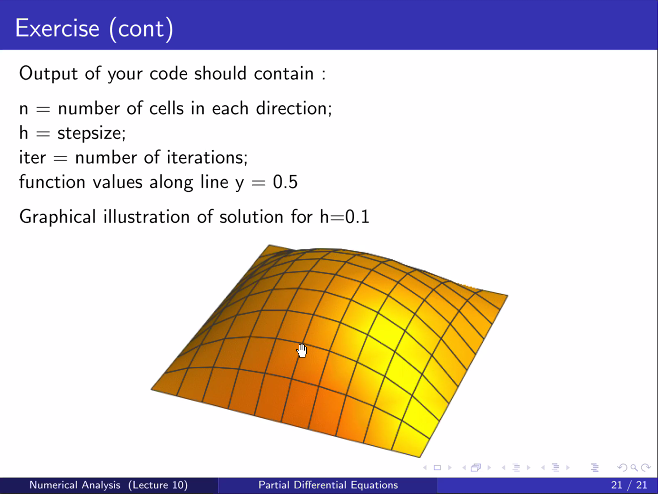 Exercise (cont)
Output of your code should contain :
n = number of cells in each direction;
h = stepsize;
iter = number of iterations;
function values along line y = 0.5
Graphical illustration of solution for h=0.1
Numerical Analysis (Lecture 10) Partial Differential Equations 21 / 21